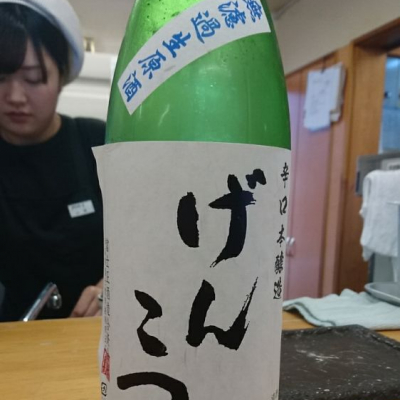 無濾過生原酒
辛口本醸造
げん
こつ